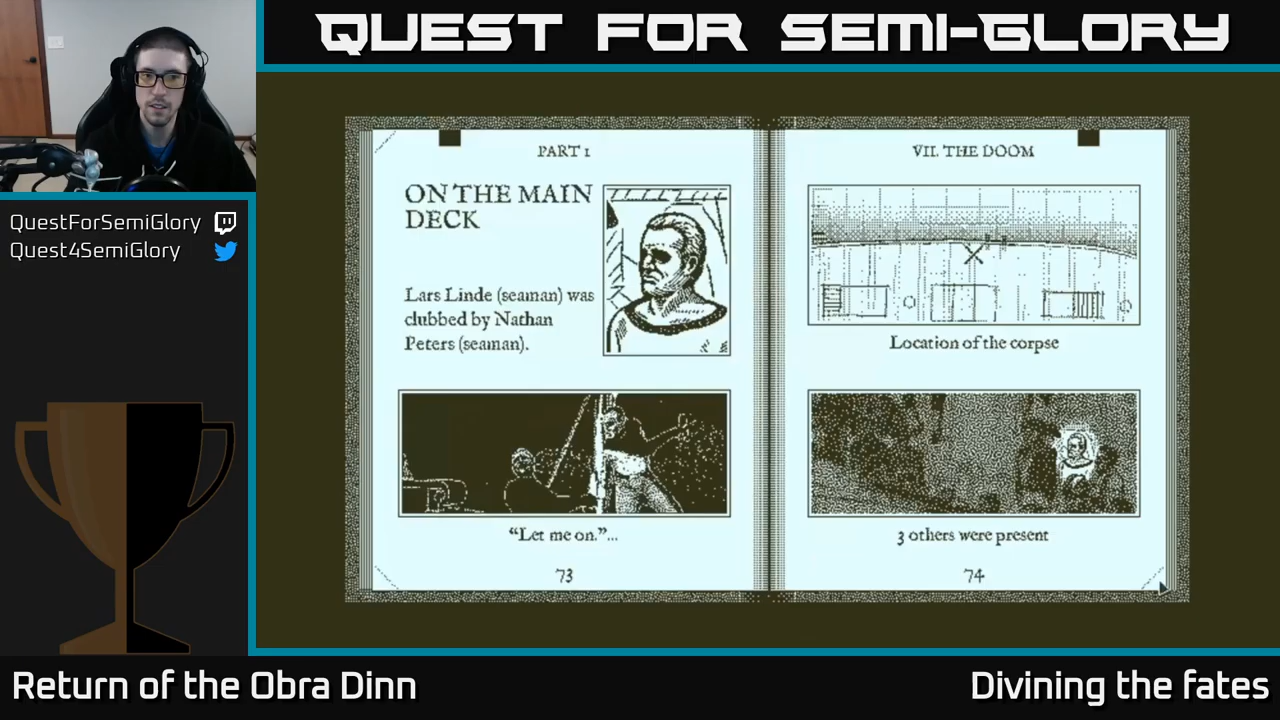 QUEST FOR SEMI-GLORY
QuestForSemiGlory
Quest4SemiGlory
PART 1
ON THE MAIN
DECK
Lars Linde (seaman) was
clubbed by Nathan
Peters (seaman).
"Let me on."...
73
VII. THE DOOM
Location of the corpse
3 others were present
74
Return of the Obra Dinn
Divining the fates